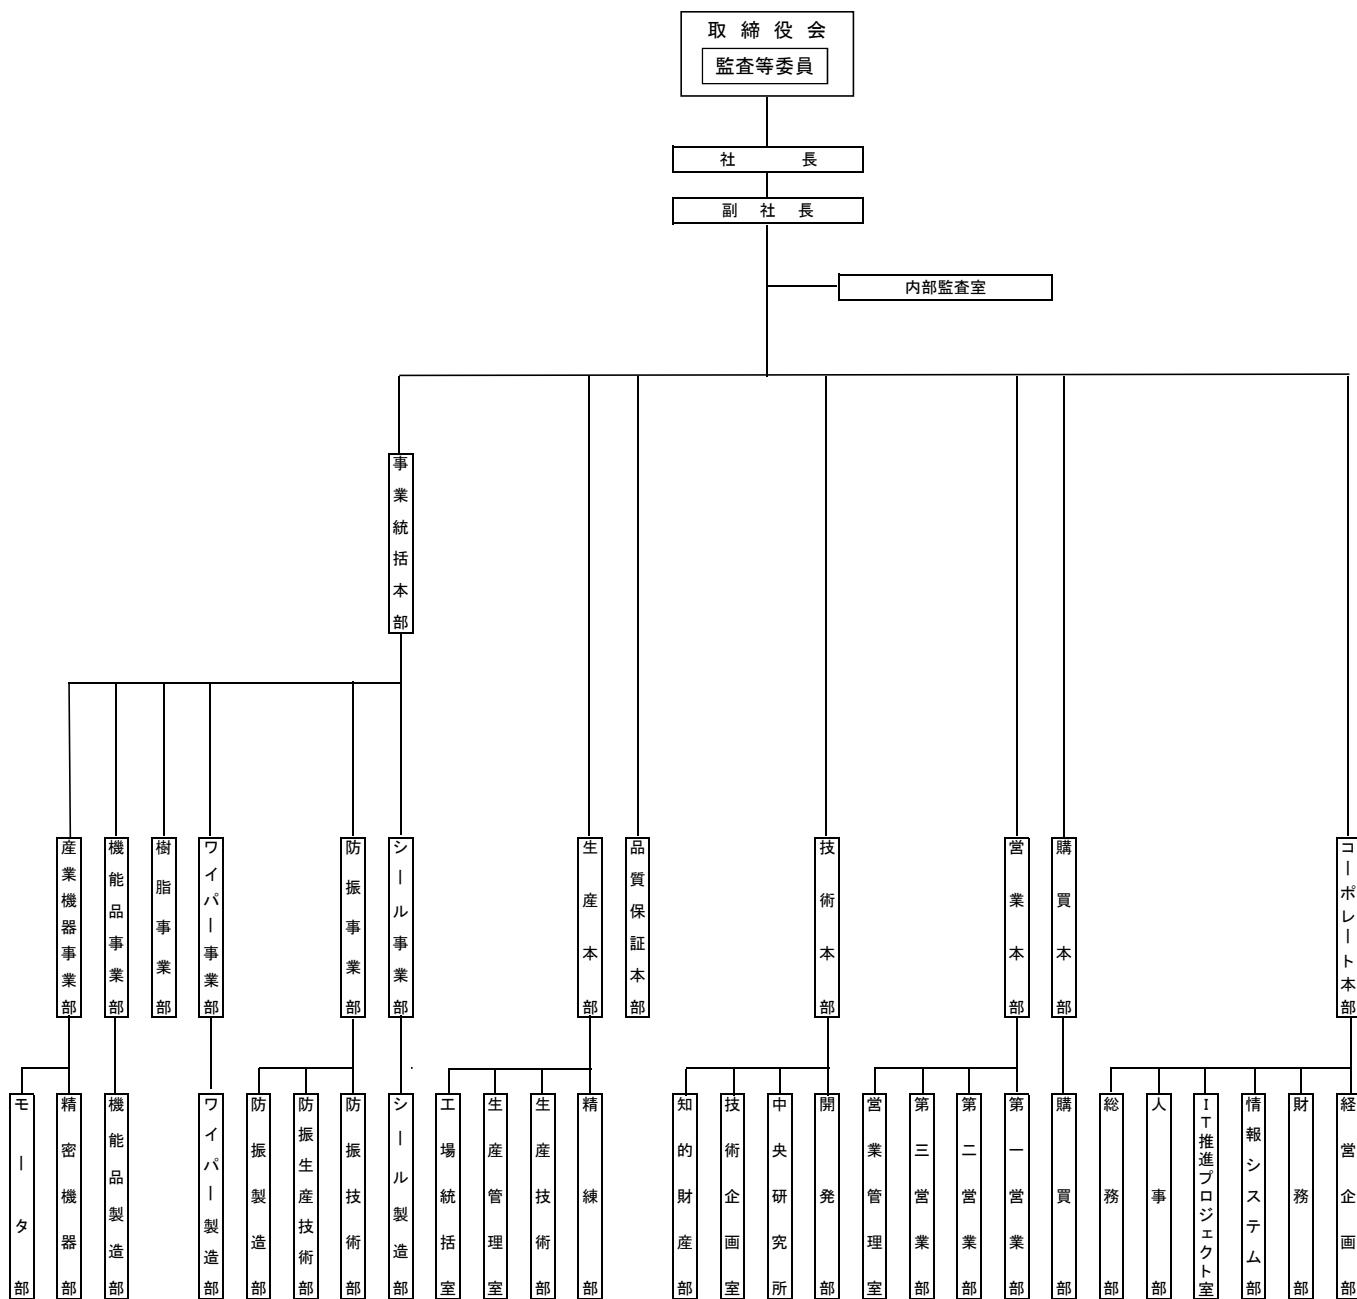 取締役会
監査等委員
社長
副社長
内部監査室
事業統括本部
産業機器事業部
機能品事業部
樹脂事業部
ワイパー事業部
防振事業部
シール事業部
生産本部
品質保証本部
技術本部
営業本部
購買本部
コーポレート本部
モータ部
精密機器部
機能品製造部
ワイパー製造部
防振製造部
防振生産技術部
防振技術部
シール製造部
工場統括室
生産管理室
生産技術部
精練部
知的財産部
技術企画室
中央研究所
開発部
営業管理室
第三営業部
第二営業部
第一営業部
購買部
総務部
人事部
IT推進プロジェクト室
情報システム部
財務部
経営企画部